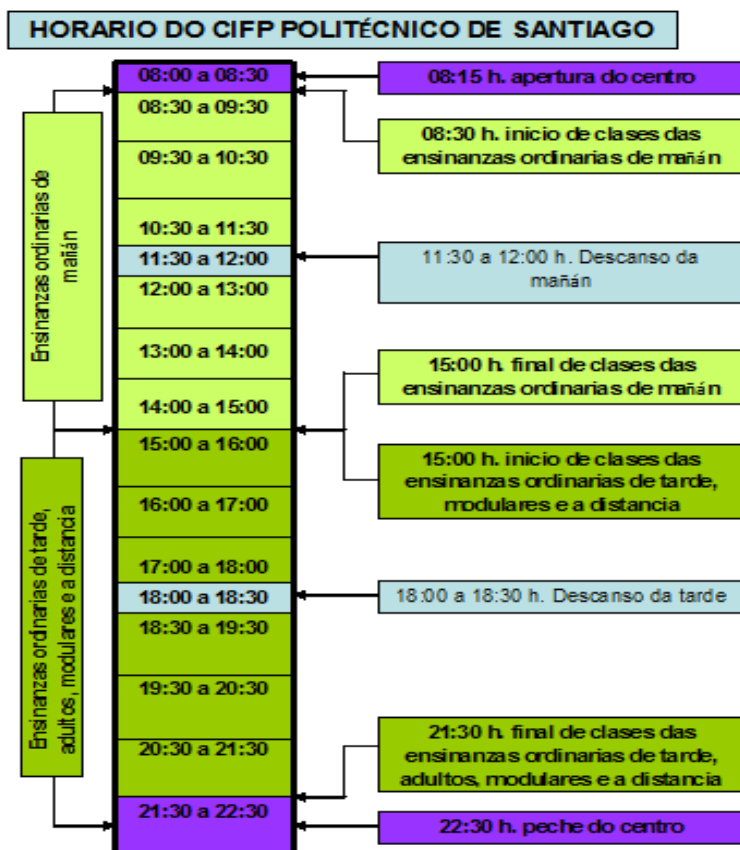 HORARIO DO CIFP POLITÉCNICO DE SANTIAGO
08:00 a 08:30
08:15 h. apertura do centro
08:30 a 09:30
08:30 h. inicio de clases das
ensinanzas ordinarias de mañán
09:30 a 10:30
10:30 a 11:30
11:30 a 12:00
11:30 a 12:00 h. Descanso da
mañán
12:00 a 13:00
13:00 a 14:00
14:00 a 15:00
15:00 h. final de clases das
ensinanzas ordinarias de mañán
Ensinanzas ordinarias de
mañán
15:00 a 16:00
15:00 h. inicio de clases das
ensinanzas ordinarias de tarde,
modulares e a distancia
16:00 a 17:00
17:00 a 18:00
18:00 a 18:30
18:00 a 18:30 h. Descanso da tarde
18:30 a 19:30
19:30 a 20:30
20:30 a 21:30
21:30 h. final de clases das
ensinanzas ordinarias de tarde,
adultos, modulares e a distancia
Ensinanzas ordinarias de tarde,
adultos, modulares e a distancia
21:30 a 22:30
22:30 h. peche do centro